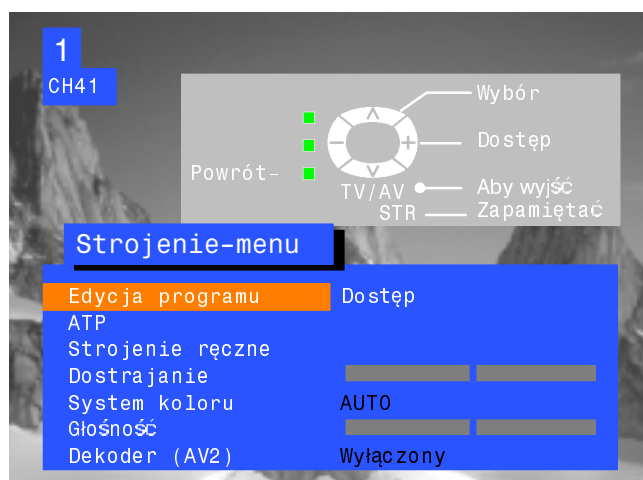 1
CH41
Wybór
Dostęp
Powrót-
TV/AV Aby wyjść
STR Zapamiętać
Strojenie-menu
Edycja programu Dostęp
ATP
Strojenie ręczne
Dostrajanie
System koloru AUTO
Głośność
Dekoder (AV2) Wyłączony